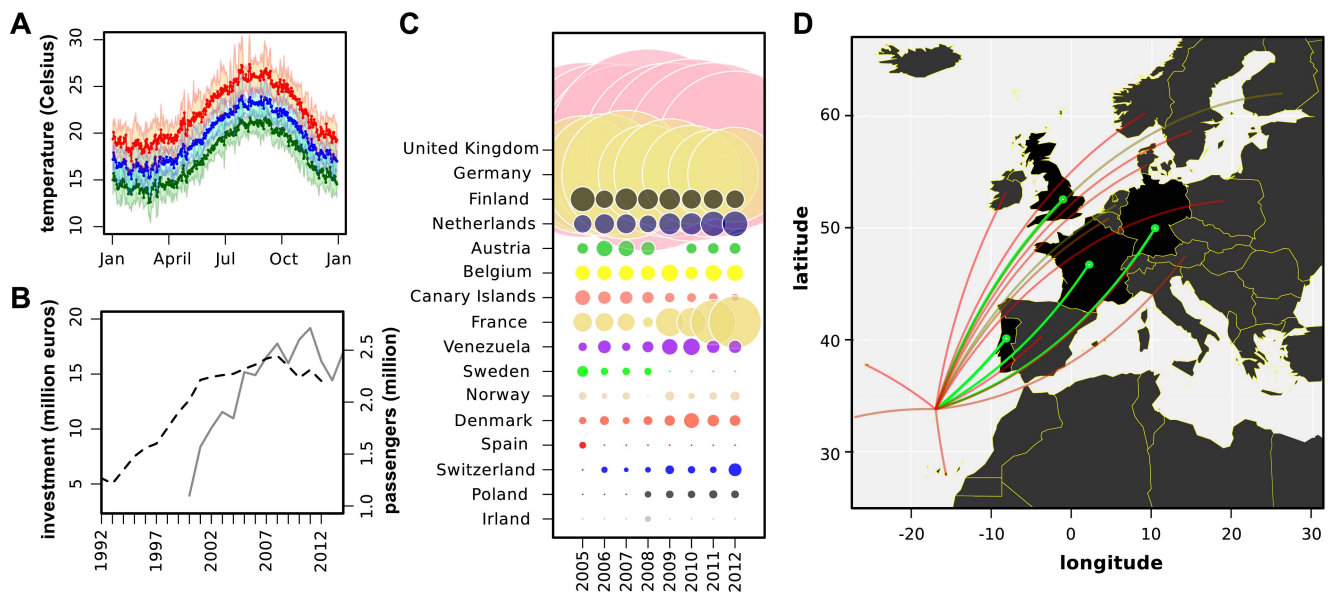 A
temperature (Celsius)
30
25
20
15
10
Jan
April
Jul
Oct
Jan
B
investment (million euros)
20
15
10
5
passengers (million)
2.5
2.0
1.5
1.0
1992
1997
2002
2007
2012
C
United Kingdom
Germany
Finland
Netherlands
Austria
Belgium
Canary Islands
France
Venezuela
Sweden
Norway
Denmark
Spain
Switzerland
Poland
Irland
2005
2006
2007
2008
2009
2010
2011
2012
D
latitude
60
50
40
30
-20
-10
0
10
20
30
longitude